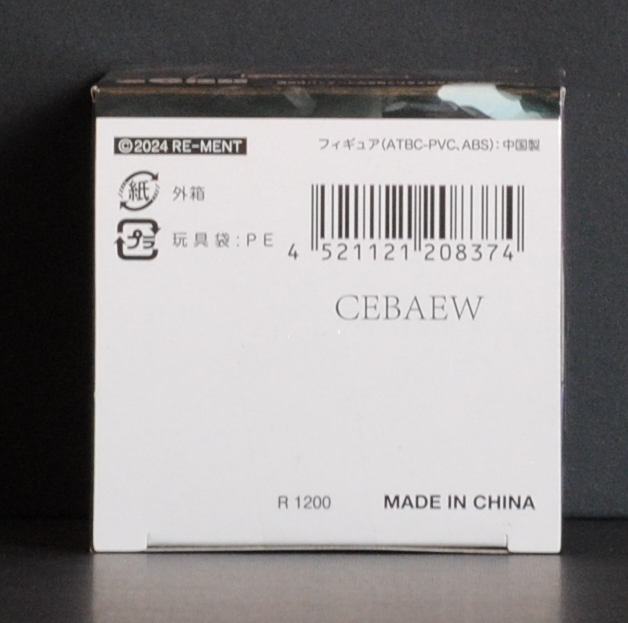 ©2024 RE-MENT
フィギュア(ATBC-PVC、ABS):中国製
紙 外箱
プラ 玩具袋:PE
4 521121 208374
CEBAEW
R 1200
MADE IN CHINA